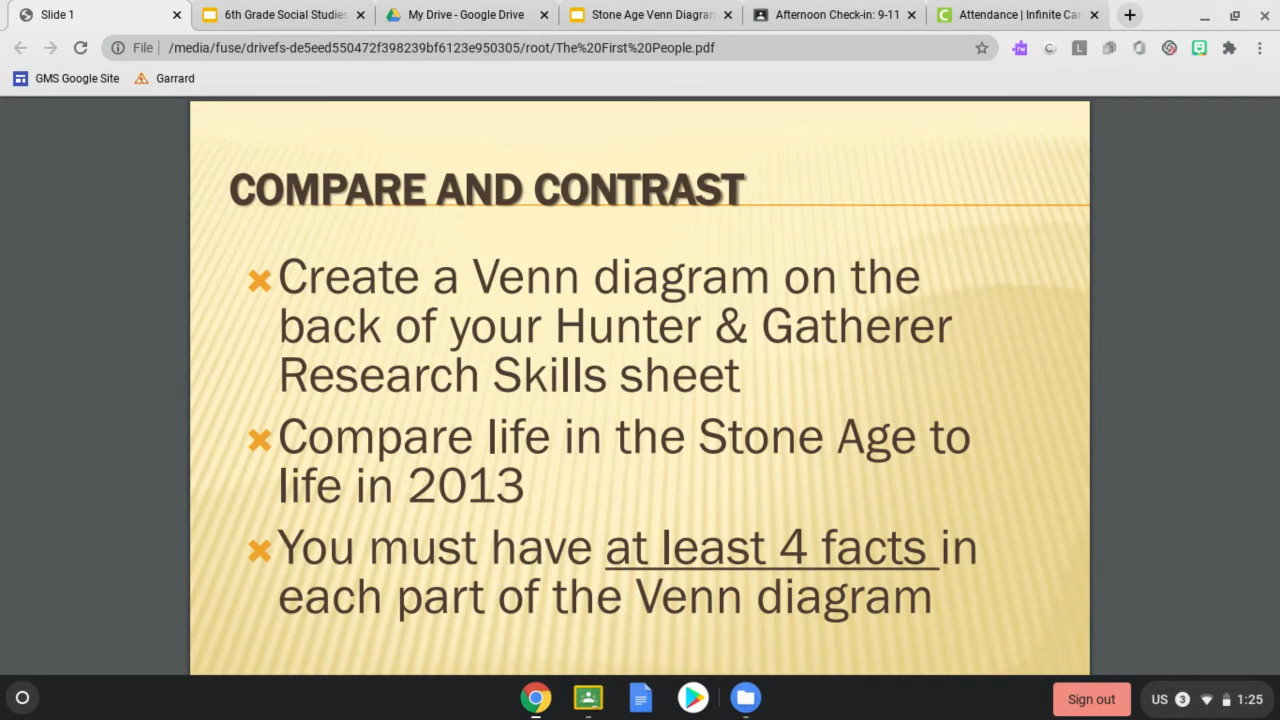 Slide 1
6th Grade Social Studies
My Drive - Google Drive
Stone Age Venn Diagram
Afternoon Check-in: 9-11
Attendance | Infinite Cam
File
/media/fuse/drivefs-de5eed550472f398239bf6123e950305/root/The%20First%20People.pdf
GMS Google Site
Garrard
COMPARE AND CONTRAST
Create a Venn diagram on the
back of your Hunter & Gatherer
Research Skills sheet
Compare life in the Stone Age to
life in 2013
You must have at least 4 facts in
each part of the Venn diagram
Sign out
US 3 1:25